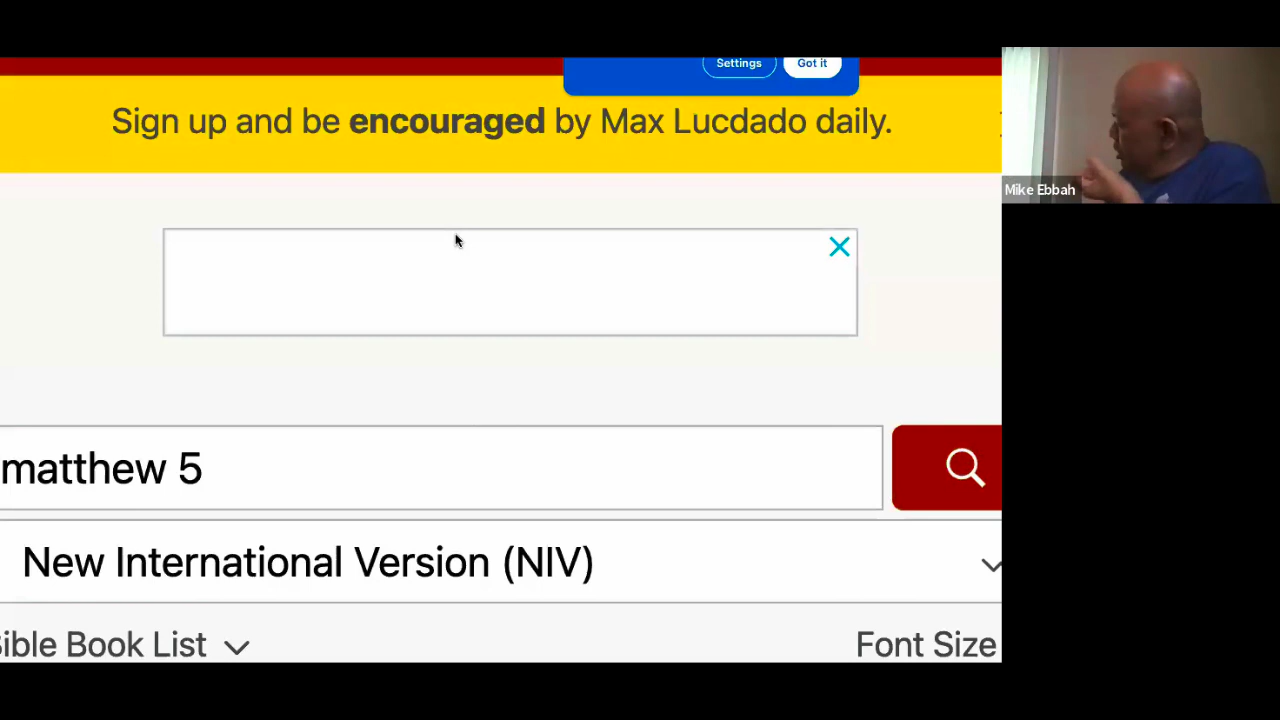 Settings Got it
Sign up and be encouraged by Max Lucdado daily.
Mike Ebbah
matthew 5
New International Version (NIV)
ible Book List
Font Size